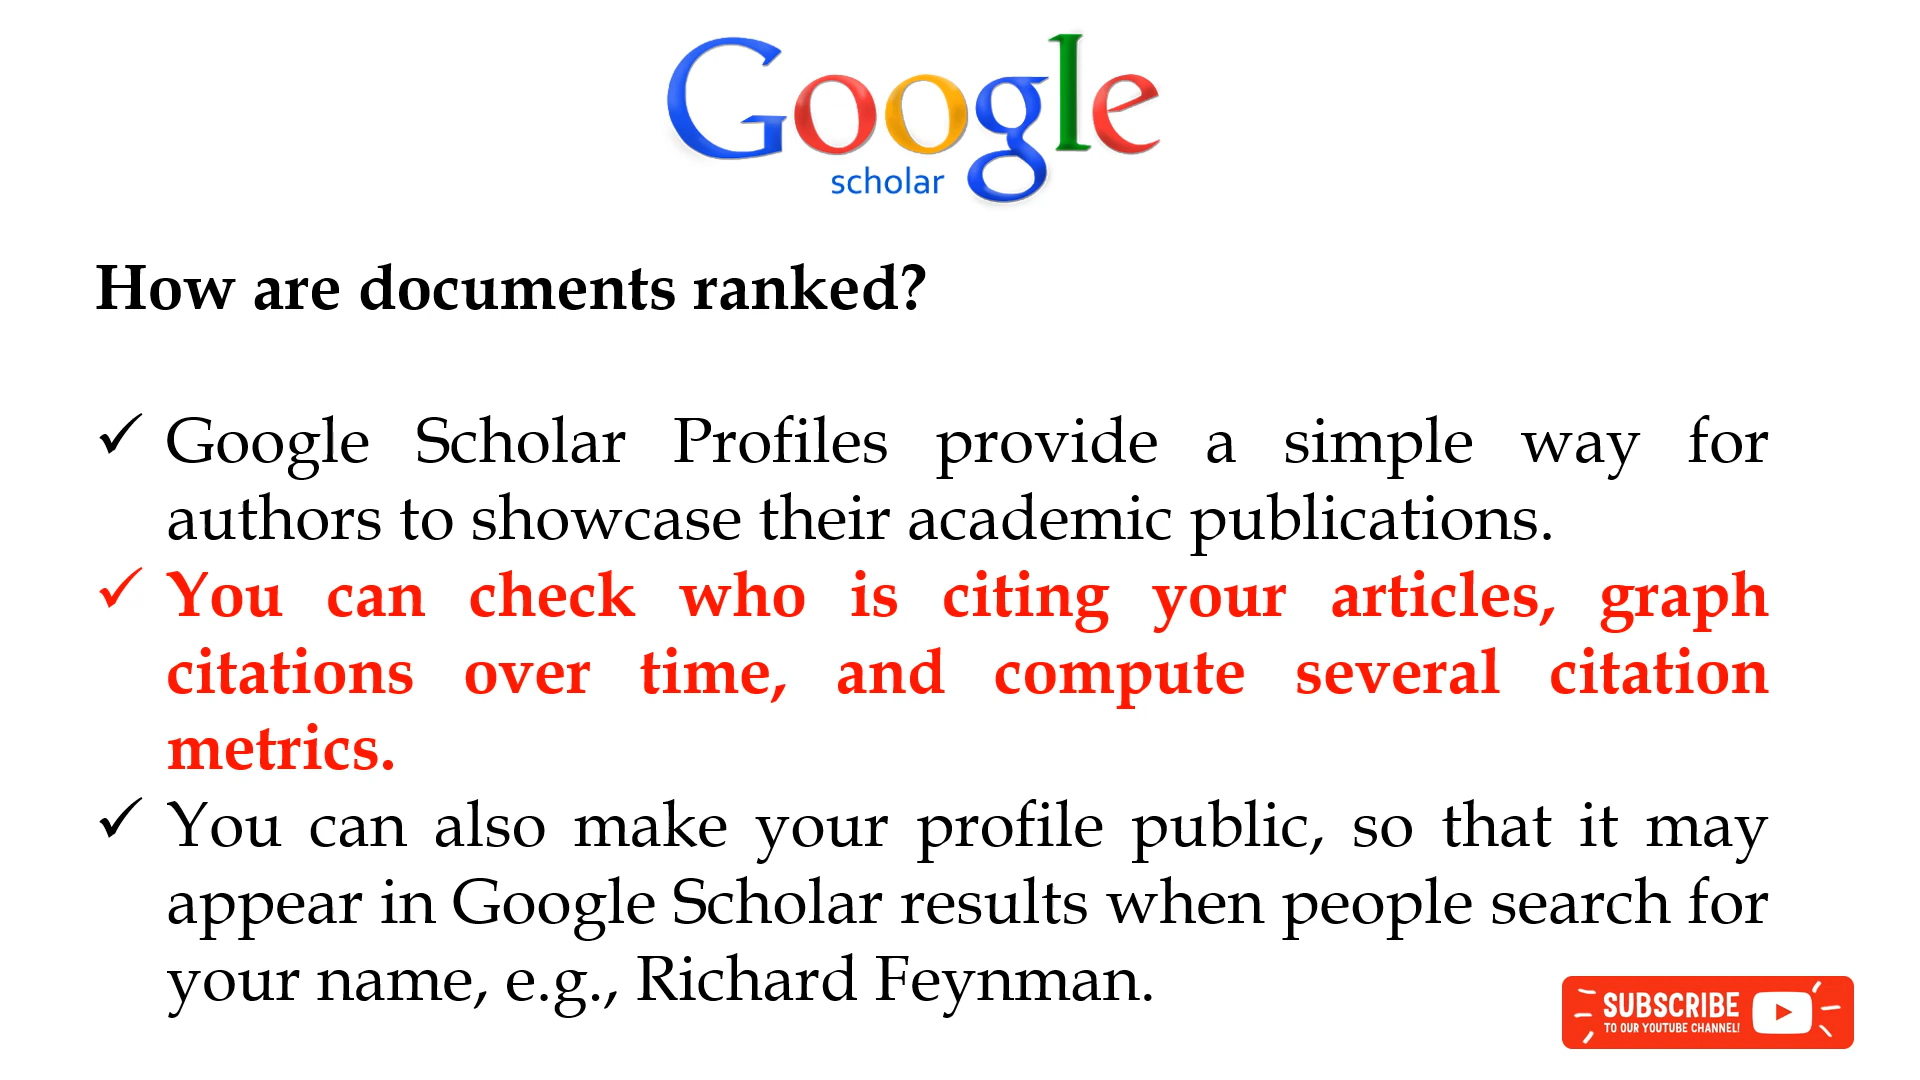 Google
scholar
How are documents ranked?
✓ Google Scholar Profiles provide a simple way for
authors to showcase their academic publications.
✓ You can check who is citing your articles, graph
citations over time, and compute several citation
metrics.
✓ You can also make your profile public, so that it may
appear in Google Scholar results when people search for
your name, e.g., Richard Feynman.
SUBSCRIBE
TO OUR YOUTUBE CHANNEL!